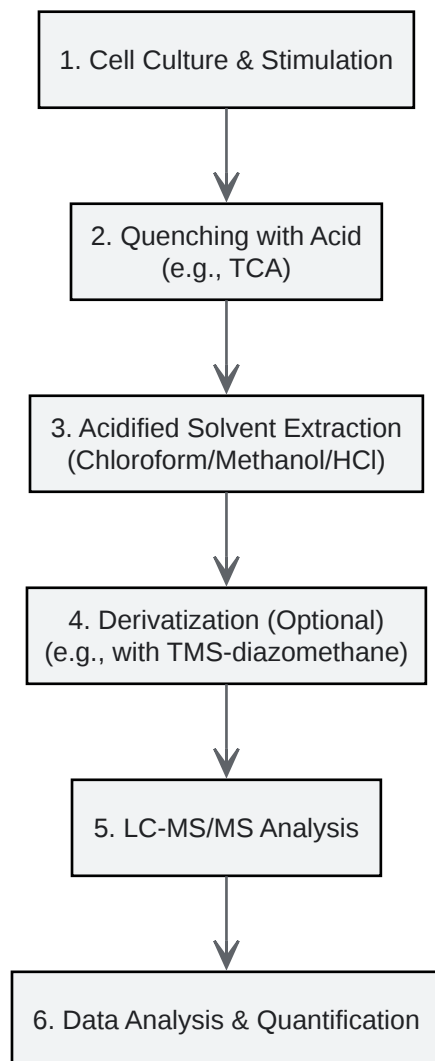 1. Cell Culture & Stimulation
2. Quenching with Acid
(e.g., TCA)
3. Acidified Solvent Extraction
(Chloroform/Methanol/HCl)
4. Derivatization (Optional)
(e.g., with TMS-diazomethane)
5. LC-MS/MS Analysis
6. Data Analysis & Quantification